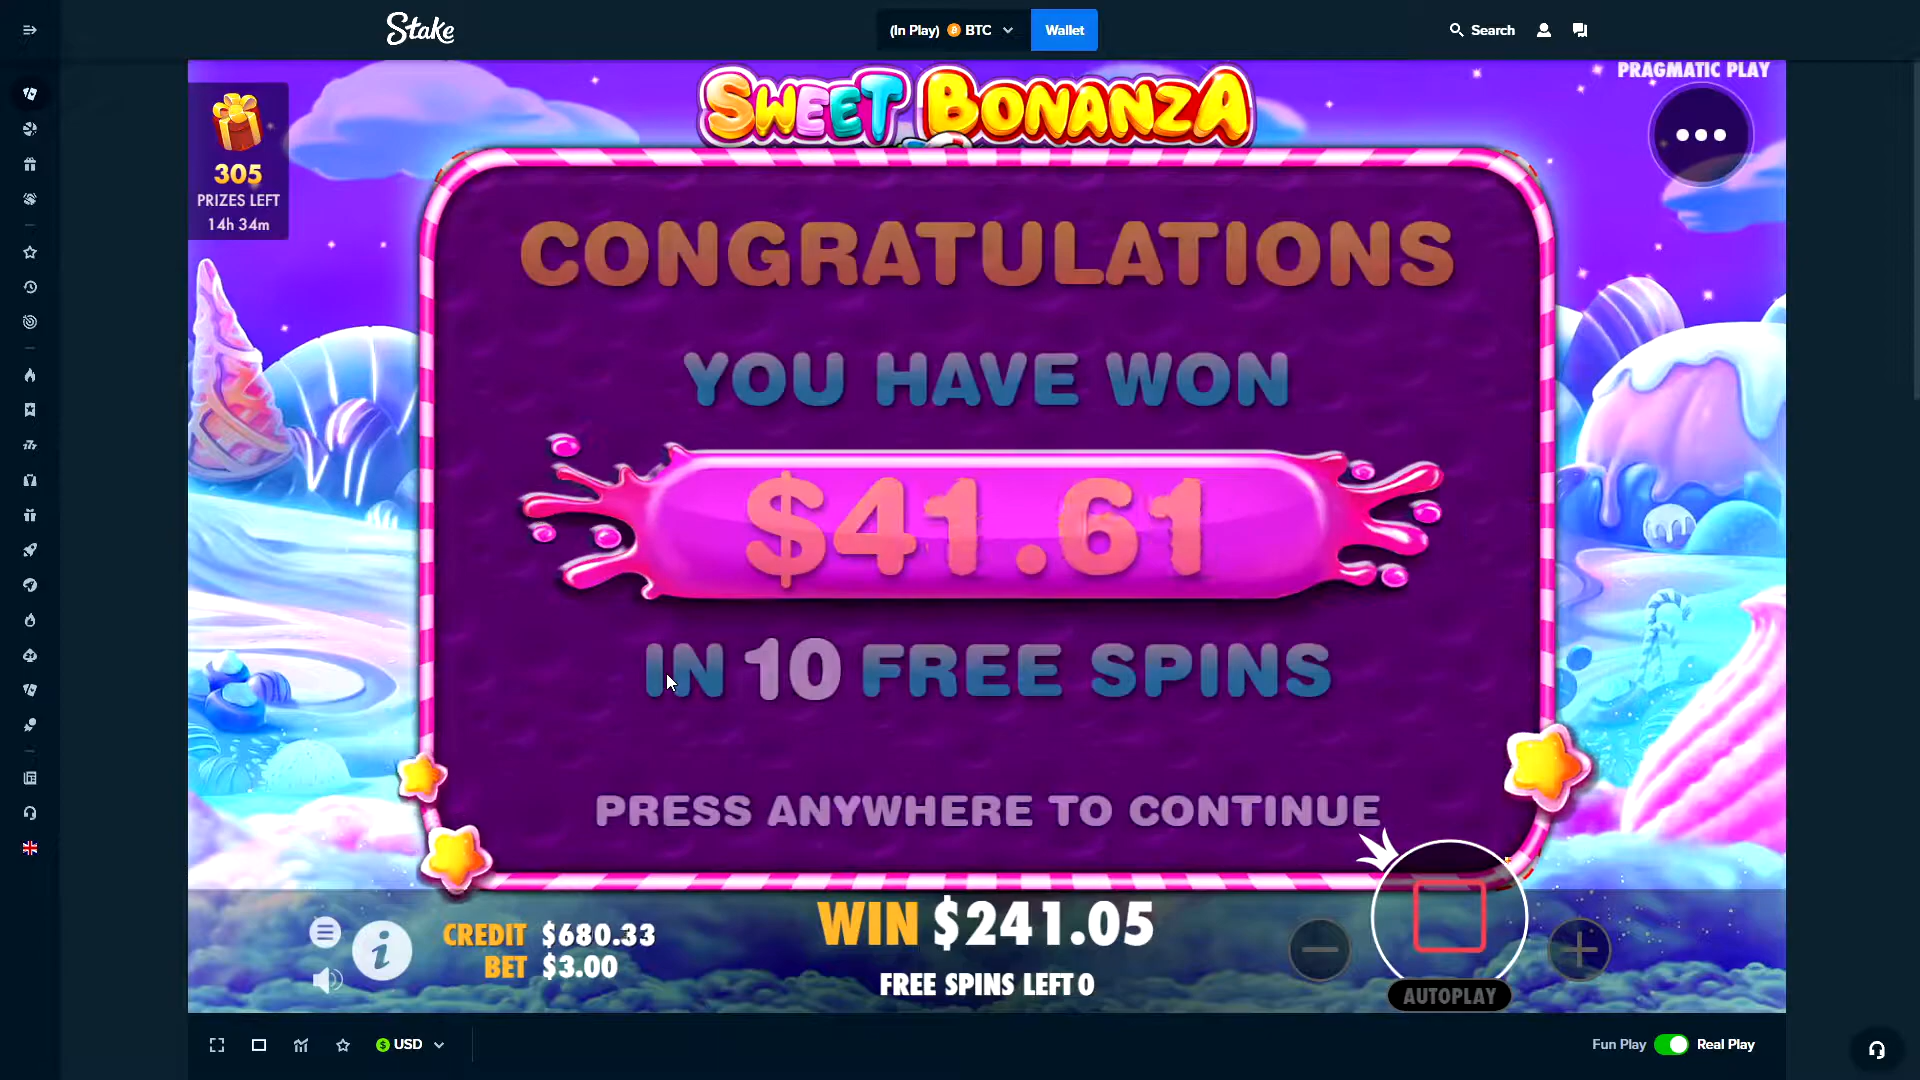 Stake
(In Play) BTC
Wallet
Search
PRAGMATIC PLAY
SWEET BONANZA
305
PRIZES LEFT
14h 34m
CONGRATULATIONS
YOU HAVE WON
$41.61
IN 10 FREE SPINS
PRESS ANYWHERE TO CONTINUE
CREDIT $680.33
BET $3.00
WIN $241.05
FREE SPINS LEFT 0
AUTOPLAY
USD
Fun Play
Real Play